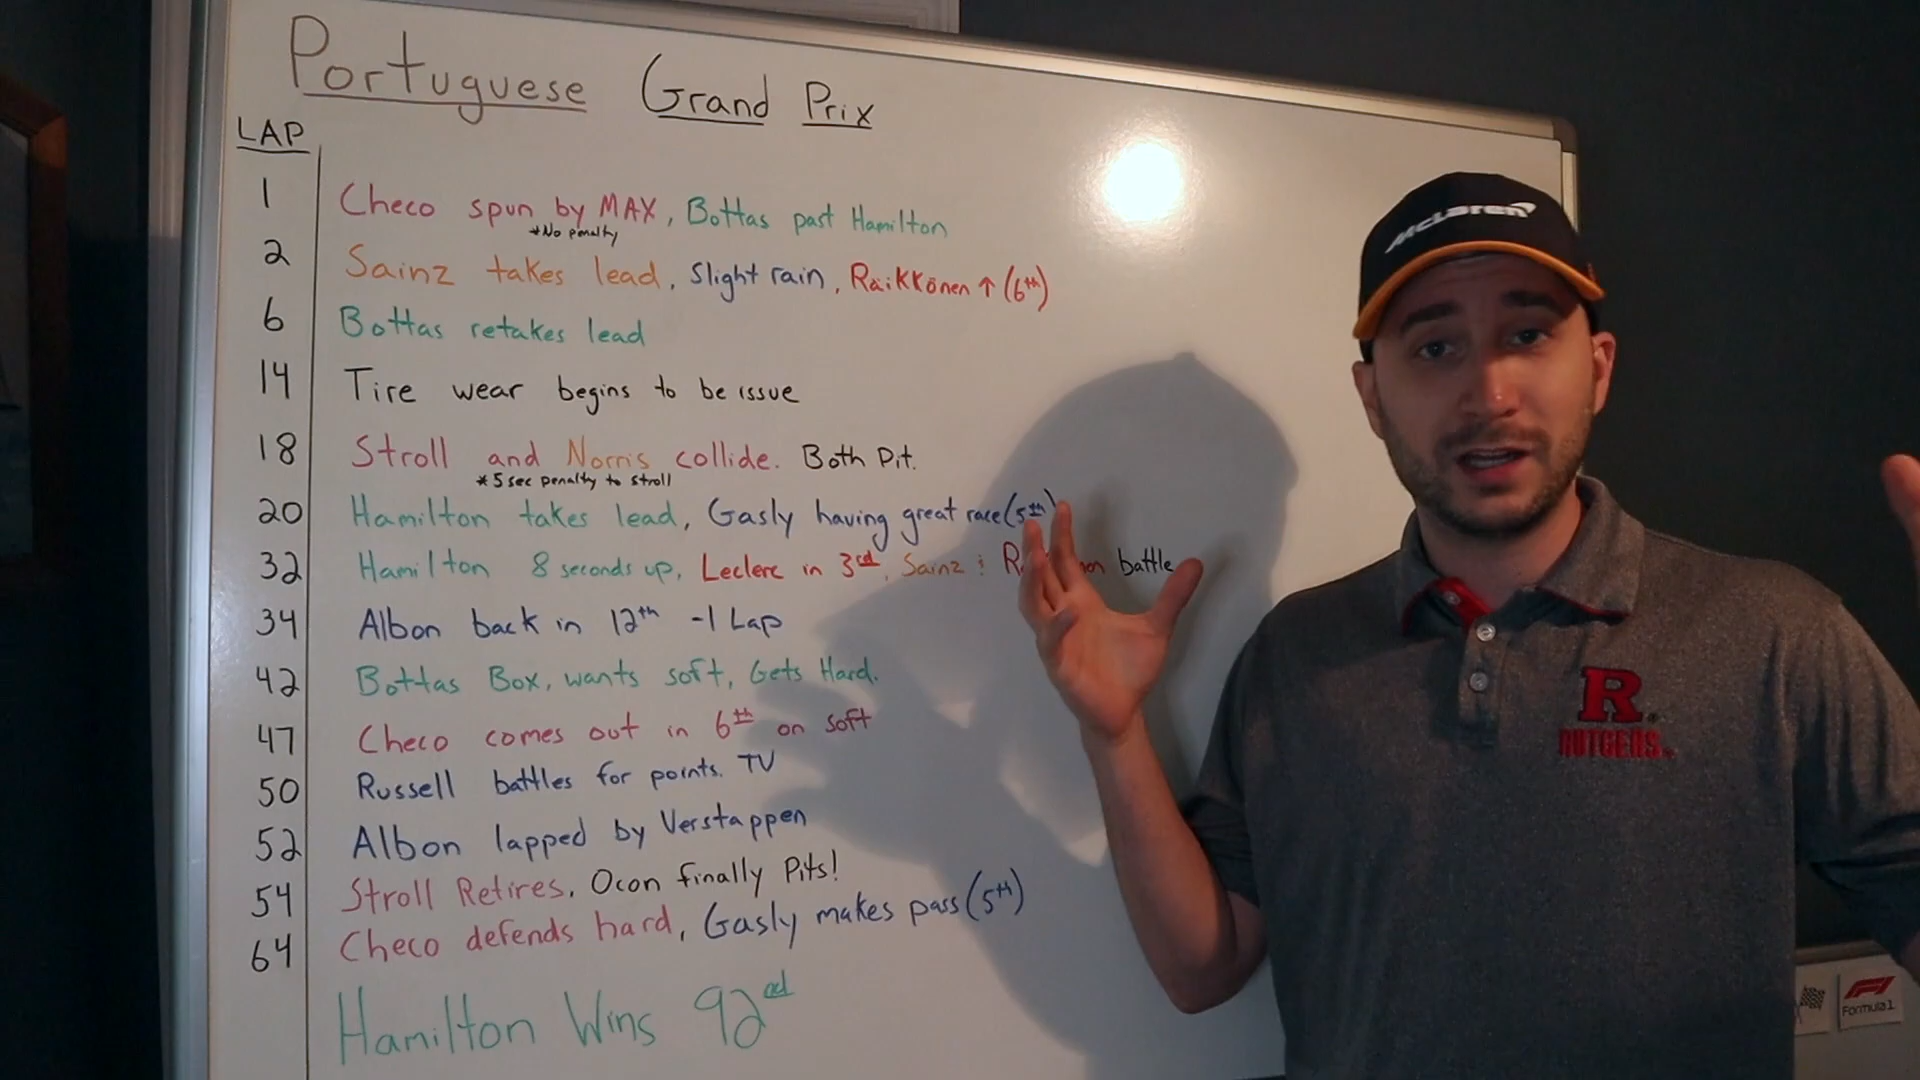 Portuguese Grand Prix
LAP
1 Checo spun by MAX, Bottas past Hamilton
*No penalty
2 Sainz takes lead, Slight rain, Räikkönen ↑ (6th)
6 Bottas retakes lead
14 Tire wear begins to be issue
18 Stroll and Norris collide. Both Pit.
*5 sec penalty to stroll
20 Hamilton takes lead, Gasly having great race (5th)
32 Hamilton 8 seconds up, Leclerc in 3rd, Sainz battle
34 Albon back in 12th -1 Lap
42 Bottas Box, wants soft, Gets Hard.
47 Checo comes out in 6th on soft
50 Russell battles for points. TV
52 Albon lapped by Verstappen
54 Stroll Retires. Ocon finally Pits!
64 Checo defends hard, Gasly makes pass (5th)
Hamilton Wins 92nd
McLaren
R
RUTGERS
F1
Formula 1